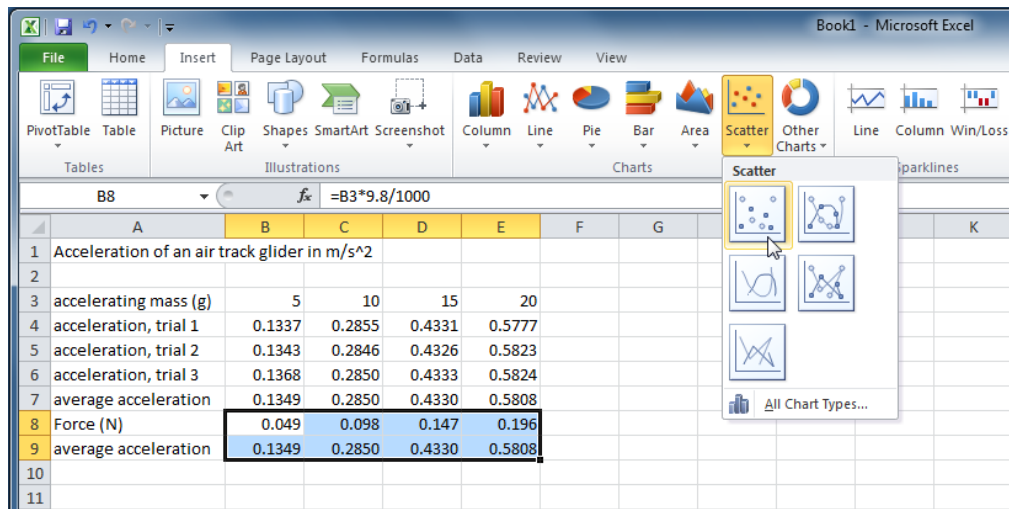 Book1 - Microsoft Excel
File Home Insert Page Layout Formulas Data Review View
PivotTable Table Picture Clip Art Shapes SmartArt Screenshot Column Line Pie Bar Area Scatter Other Charts Line Column Win/Loss
Tables Illustrations Charts Sparklines
B8 fx =B3*9.8/1000
Scatter
All Chart Types...
A B C D E F G K
1 Acceleration of an air track glider in m/s^2
2
3 accelerating mass (g) 5 10 15 20
4 acceleration, trial 1 0.1337 0.2855 0.4331 0.5777
5 acceleration, trial 2 0.1343 0.2846 0.4326 0.5823
6 acceleration, trial 3 0.1368 0.2850 0.4333 0.5824
7 average acceleration 0.1349 0.2850 0.4330 0.5808
8 Force (N) 0.049 0.098 0.147 0.196
9 average acceleration 0.1349 0.2850 0.4330 0.5808
10
11